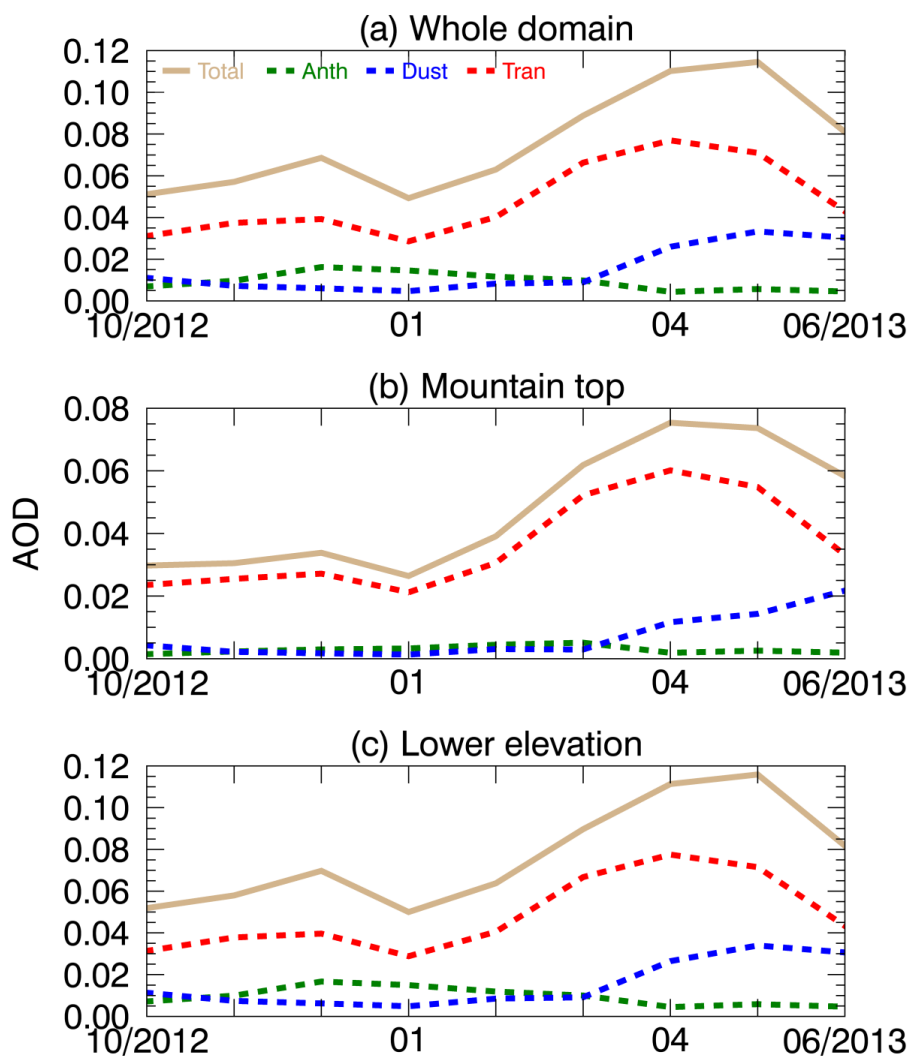 (a) Whole domain
0.12
0.10
0.08
0.06
0.04
0.02
0.00
Total Anth Dust Tran
10/2012 01 04 06/2013
(b) Mountain top
0.08
0.06
0.04
0.02
0.00
AOD
10/2012 01 04 06/2013
(c) Lower elevation
0.12
0.10
0.08
0.06
0.04
0.02
0.00
10/2012 01 04 06/2013